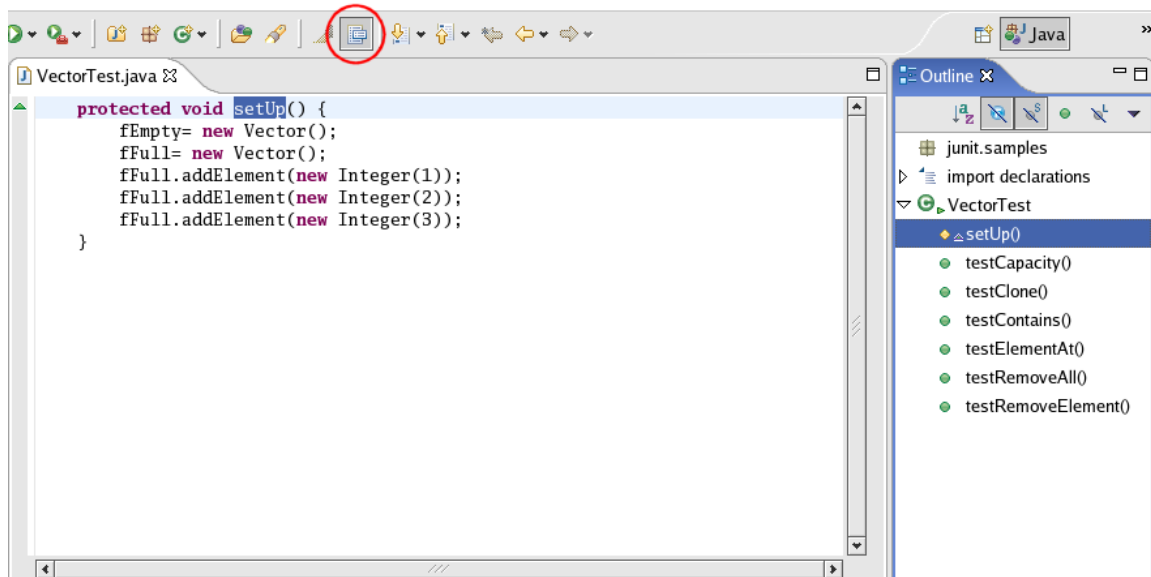 Java
»
VectorTest.java
protected void setUp() {
fEmpty= new Vector();
fFull= new Vector();
fFull.addElement(new Integer(1));
fFull.addElement(new Integer(2));
fFull.addElement(new Integer(3));
}
Outline
junit.samples
import declarations
VectorTest
setUp()
testCapacity()
testClone()
testContains()
testElementAt()
testRemoveAll()
testRemoveElement()